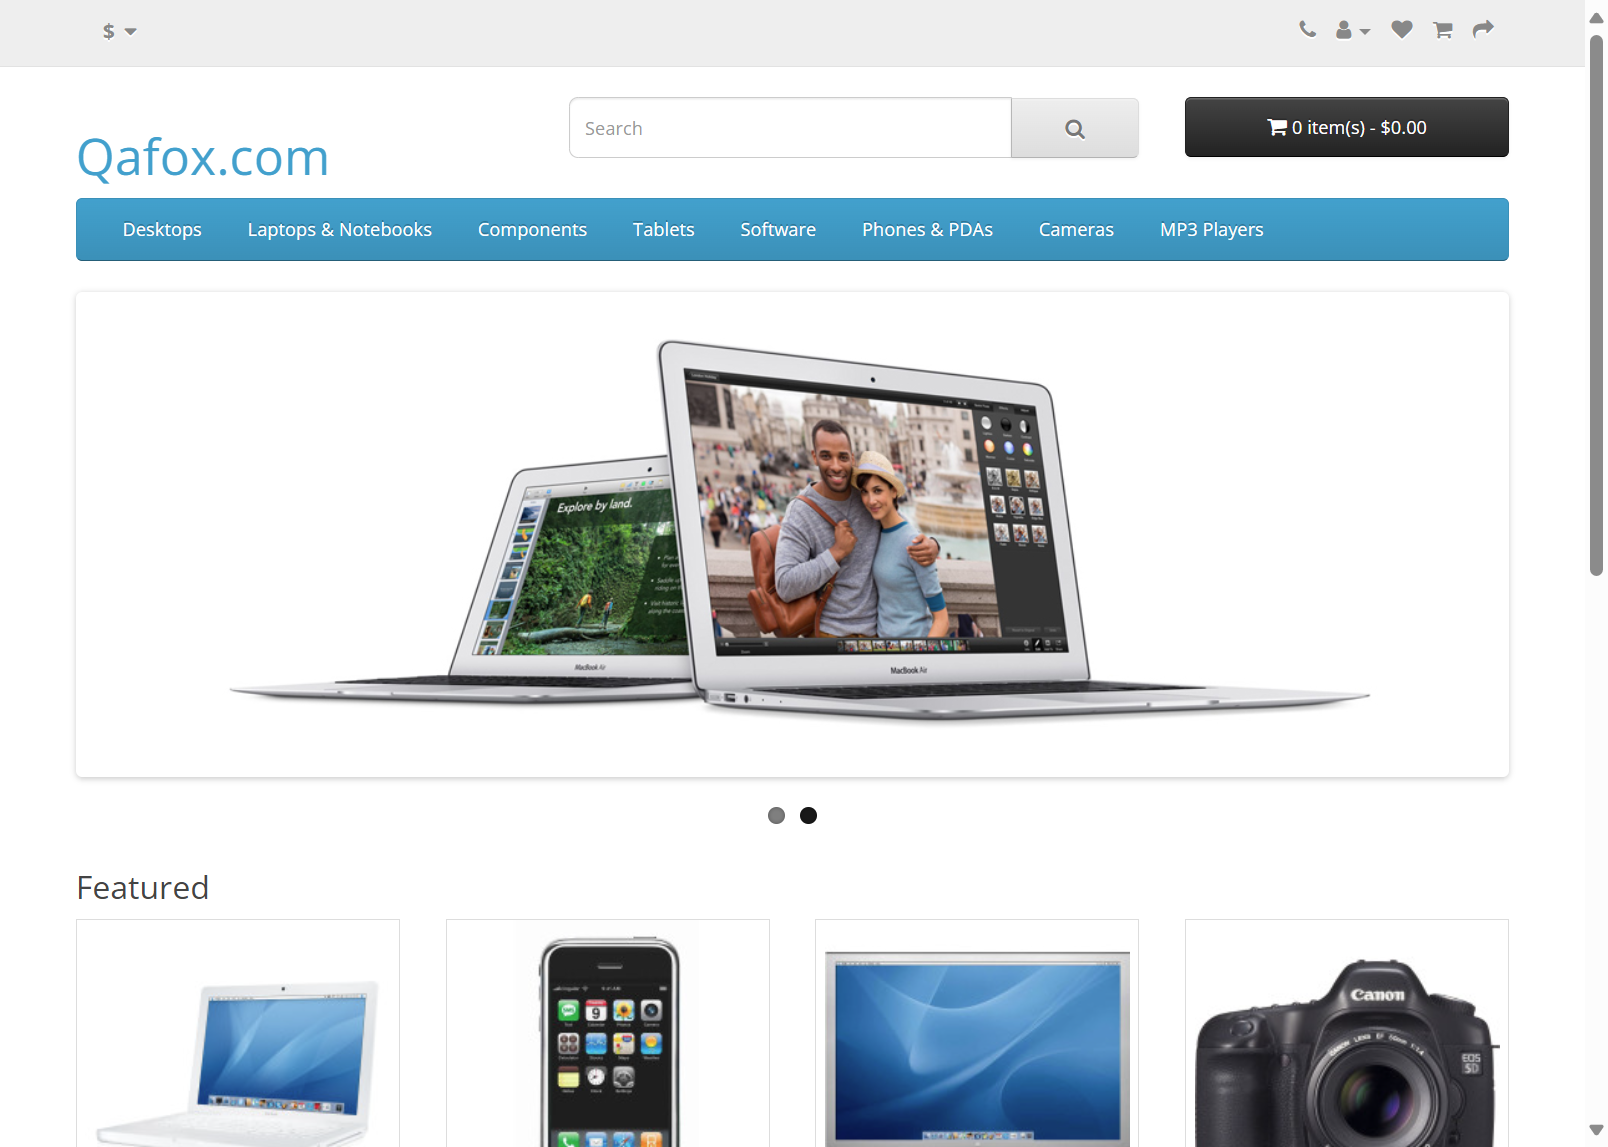 $
Search
0 item(s) - $0.00
Qafox.com
Desktops
Laptops & Notebooks
Components
Tablets
Software
Phones & PDAs
Cameras
MP3 Players
Explore by land.
MacBook Air
MacBook Air
Featured
Canon
EOS
5D